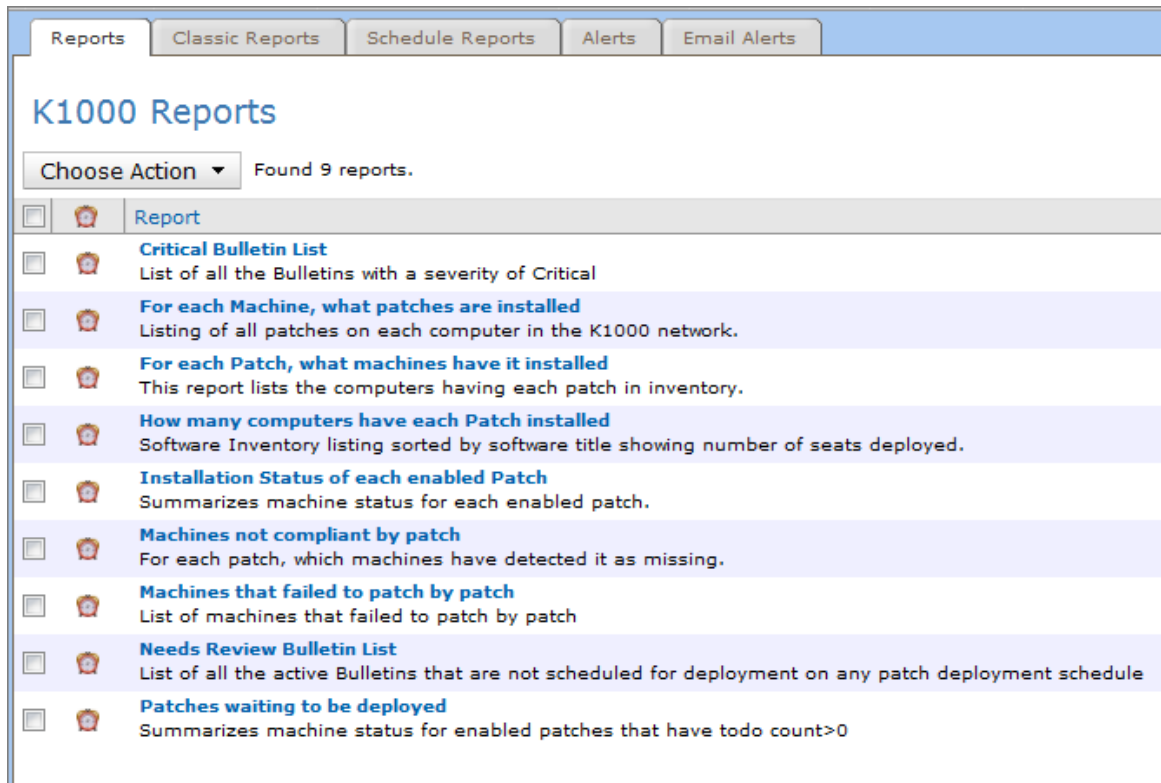 Reports
Classic Reports
Schedule Reports
Alerts
Email Alerts
K1000 Reports
Choose Action
Found 9 reports.
Report
Critical Bulletin List
List of all the Bulletins with a severity of Critical
For each Machine, what patches are installed
Listing of all patches on each computer in the K1000 network.
For each Patch, what machines have it installed
This report lists the computers having each patch in inventory.
How many computers have each Patch installed
Software Inventory listing sorted by software title showing number of seats deployed.
Installation Status of each enabled Patch
Summarizes machine status for each enabled patch.
Machines not compliant by patch
For each patch, which machines have detected it as missing.
Machines that failed to patch by patch
List of machines that failed to patch by patch
Needs Review Bulletin List
List of all the active Bulletins that are not scheduled for deployment on any patch deployment schedule
Patches waiting to be deployed
Summarizes machine status for enabled patches that have todo count>0